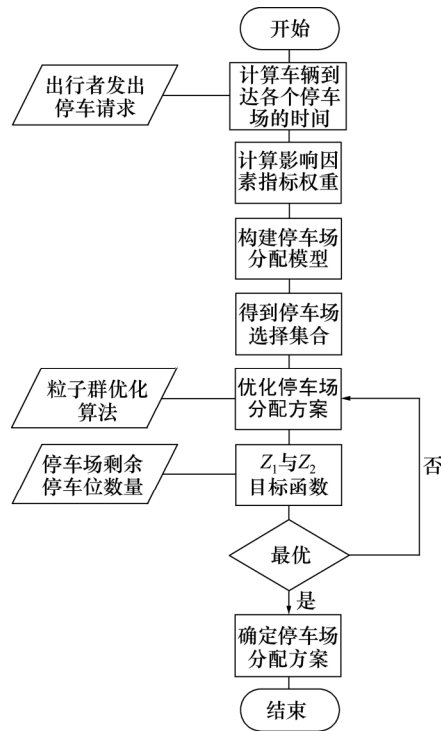 开始
出行者发出
停车请求
计算车辆到
达各个停车
场的时间
计算影响因
素指标权重
构建停车场
分配模型
得到停车场
选择集合
粒子群优化
算法
优化停车场
分配方案
停车场剩余
停车位数量
Z₁与Z₂
目标函数
否
最优
是
确定停车场
分配方案
结束